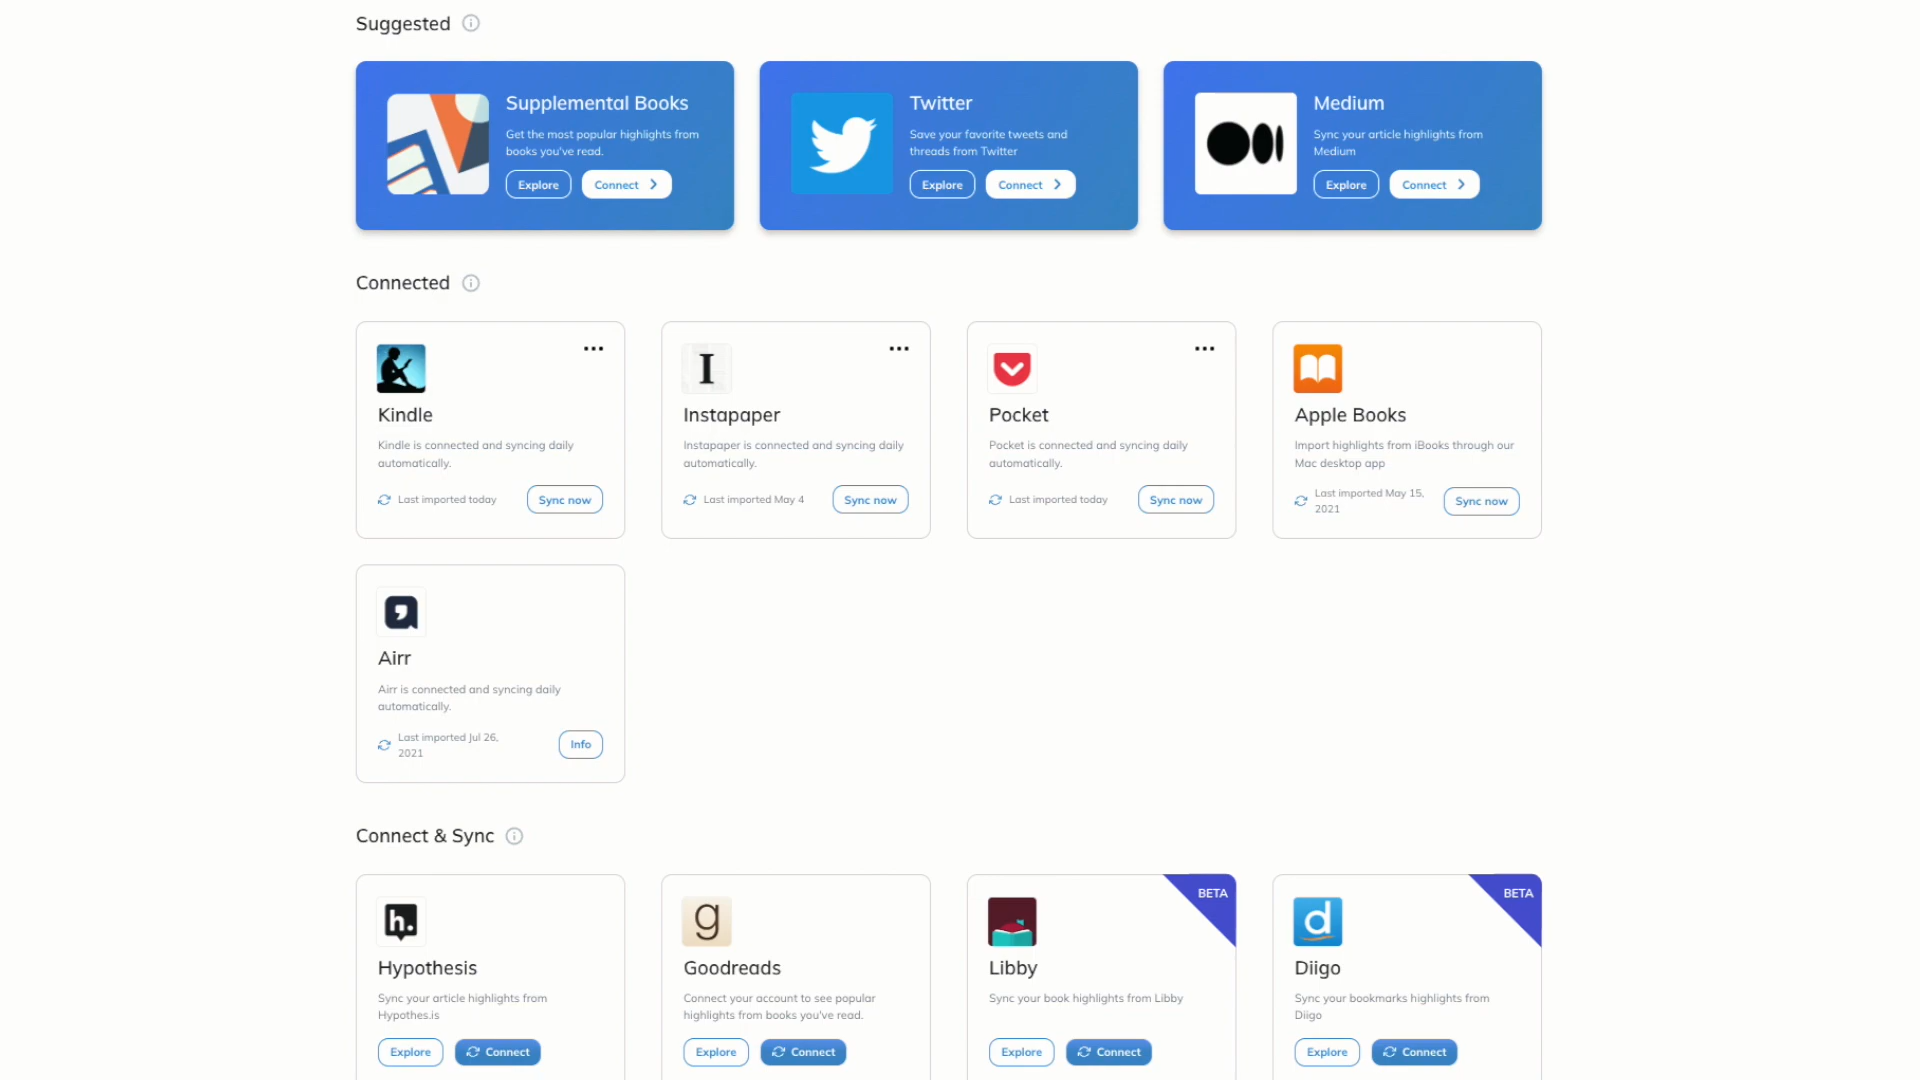 Suggested
Supplemental Books
Get the most popular highlights from
books you've read.
Explore
Connect
Twitter
Save your favorite tweets and
threads from Twitter
Explore
Connect
Medium
Sync your article highlights from
Medium
Explore
Connect
Connected
Kindle
Kindle is connected and syncing daily
automatically.
Last imported today
Sync now
I
Instapaper
Instapaper is connected and syncing daily
automatically.
Last imported May 4
Sync now
Pocket
Pocket is connected and syncing daily
automatically.
Last imported today
Sync now
Apple Books
Import highlights from iBooks through our
Mac desktop app
Last imported May 15,
2021
Sync now
Airr
Airr is connected and syncing daily
automatically.
Last imported Jul 26,
2021
Info
Connect & Sync
h.
Hypothesis
Sync your article highlights from
Hypothes.is
Explore
Connect
g
Goodreads
Connect your account to see popular
highlights from books you've read.
Explore
Connect
BETA
Libby
Sync your book highlights from Libby
Explore
Connect
BETA
d
Diigo
Sync your bookmarks highlights from
Diigo
Explore
Connect